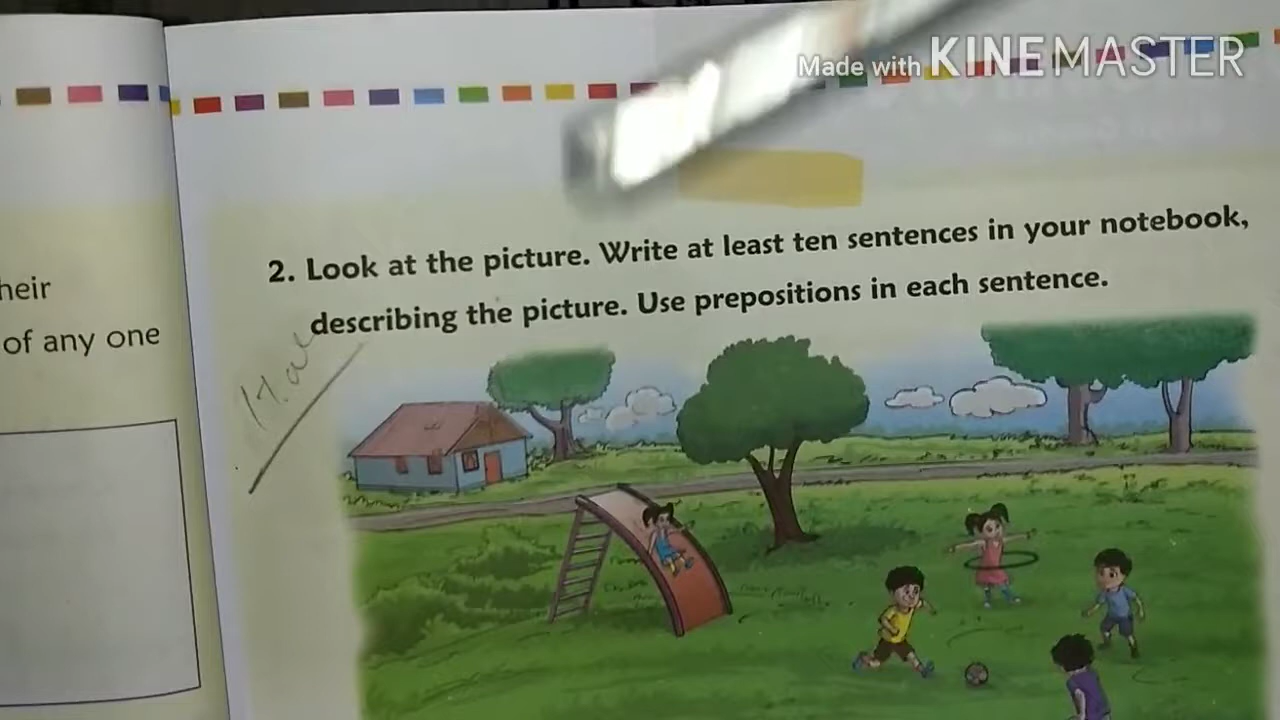 Made with KINEMASTER
2. Look at the picture. Write at least ten sentences in your notebook,
describing the picture. Use prepositions in each sentence.
heir
of any one